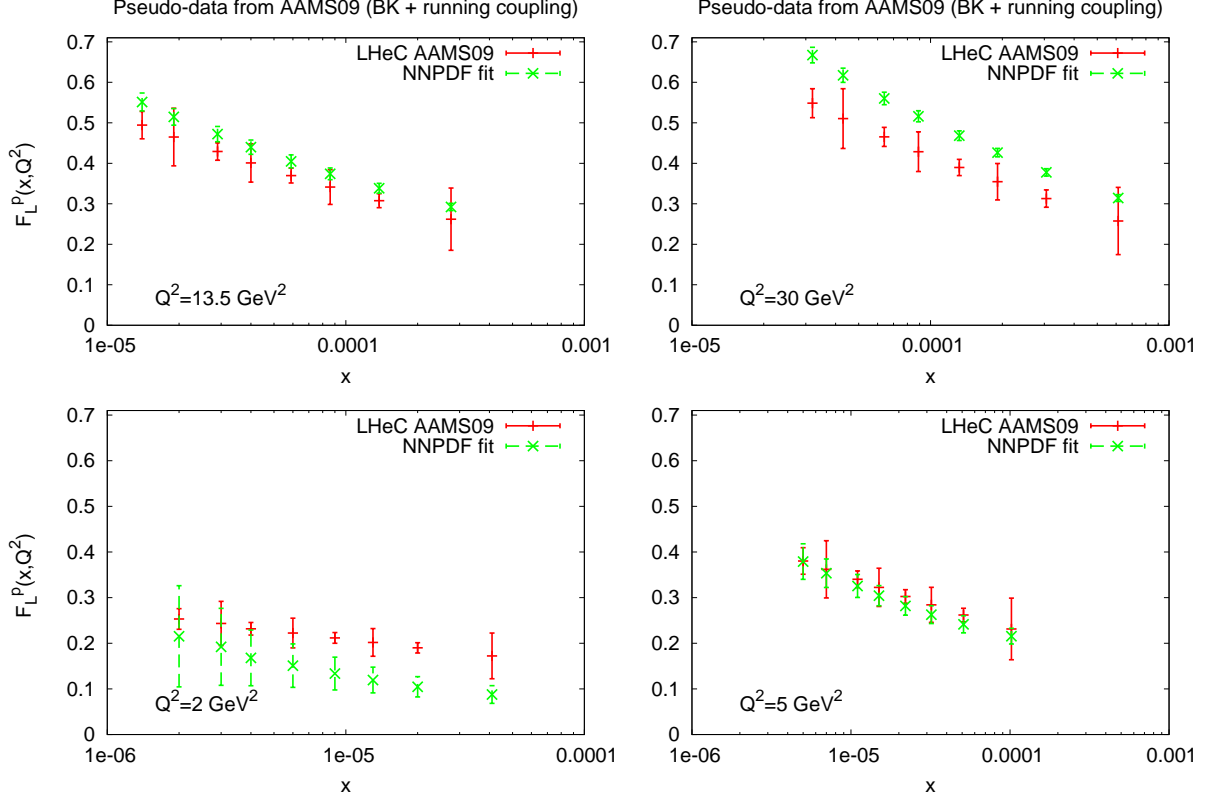 Pseudo-data from AAMS09 (BK + running coupling)
0.7
0.6
0.5
0.4
0.3
0.2
0.1
0
F_L^p(x,Q^2)
LHeC AAMS09
NNPDF fit
Q^2=13.5 GeV^2
1e-05
0.0001
0.001
x
Pseudo-data from AAMS09 (BK + running coupling)
0.7
0.6
0.5
0.4
0.3
0.2
0.1
0
LHeC AAMS09
NNPDF fit
Q^2=30 GeV^2
1e-05
0.0001
0.001
x
0.7
0.6
0.5
0.4
0.3
0.2
0.1
0
F_L^p(x,Q^2)
LHeC AAMS09
NNPDF fit
Q^2=2 GeV^2
1e-06
1e-05
0.0001
x
0.7
0.6
0.5
0.4
0.3
0.2
0.1
0
LHeC AAMS09
NNPDF fit
Q^2=5 GeV^2
1e-06
1e-05
0.0001
0.001
x